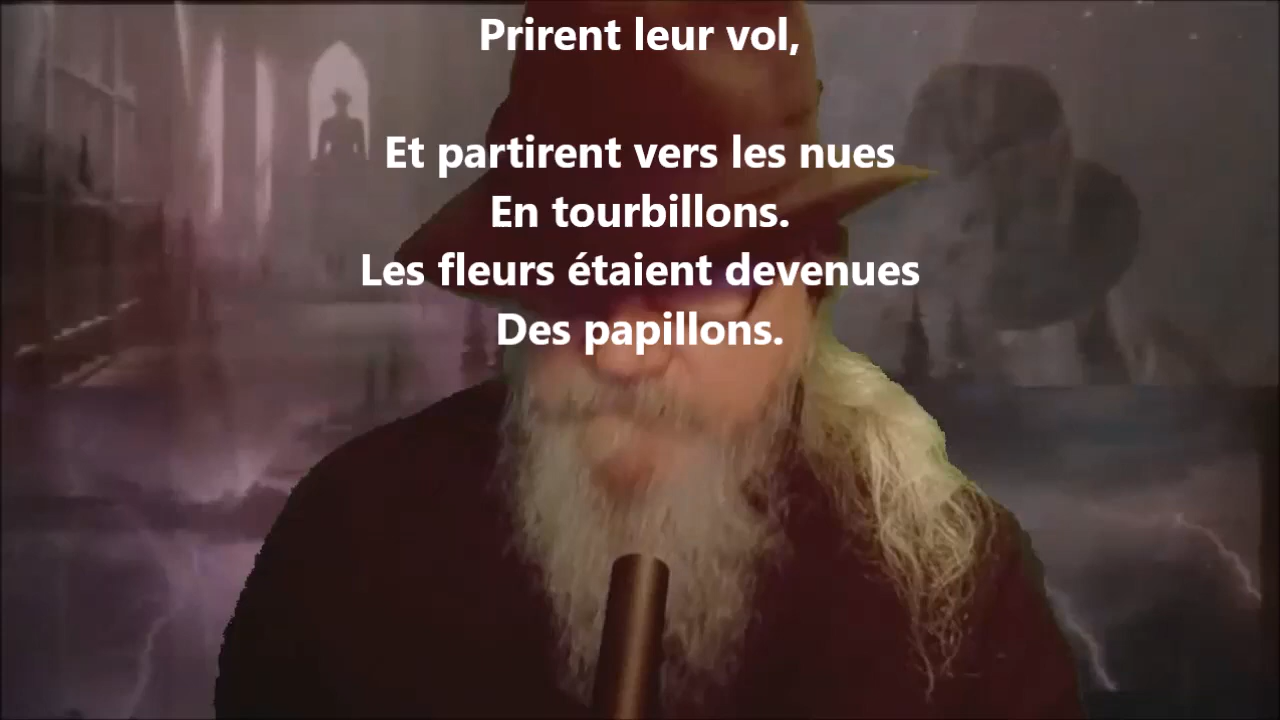 Prirent leur vol,
Et partirent vers les nues
En tourbillons.
Les fleurs étaient devenues
Des papillons.